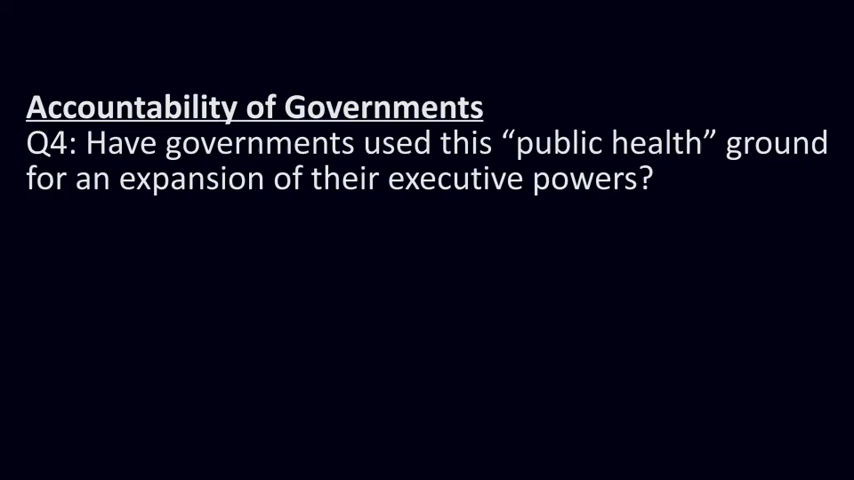 Accountability of Governments
Q4: Have governments used this “public health” ground
for an expansion of their executive powers?